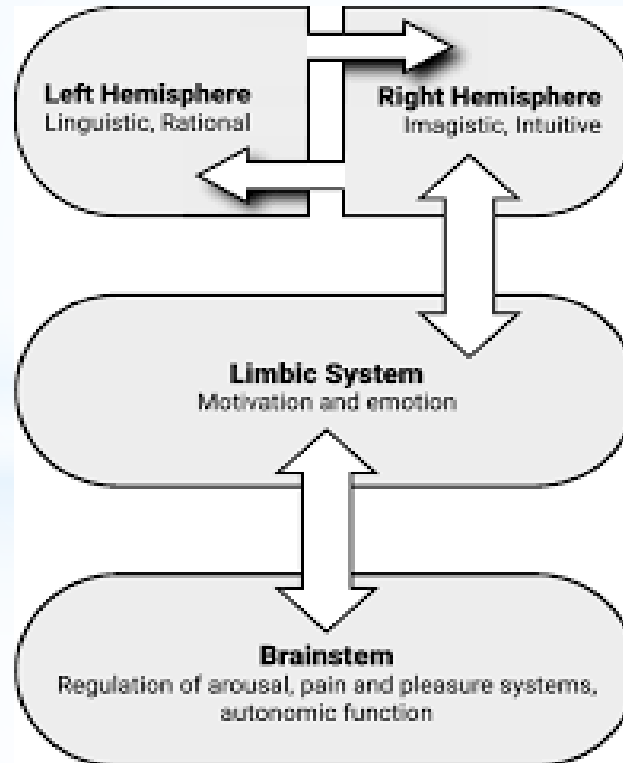 Left Hemisphere
Linguistic, Rational
Right Hemisphere
Imagistic, Intuitive
Limbic System
Motivation and emotion
Brainstem
Regulation of arousal, pain and pleasure systems,
autonomic function